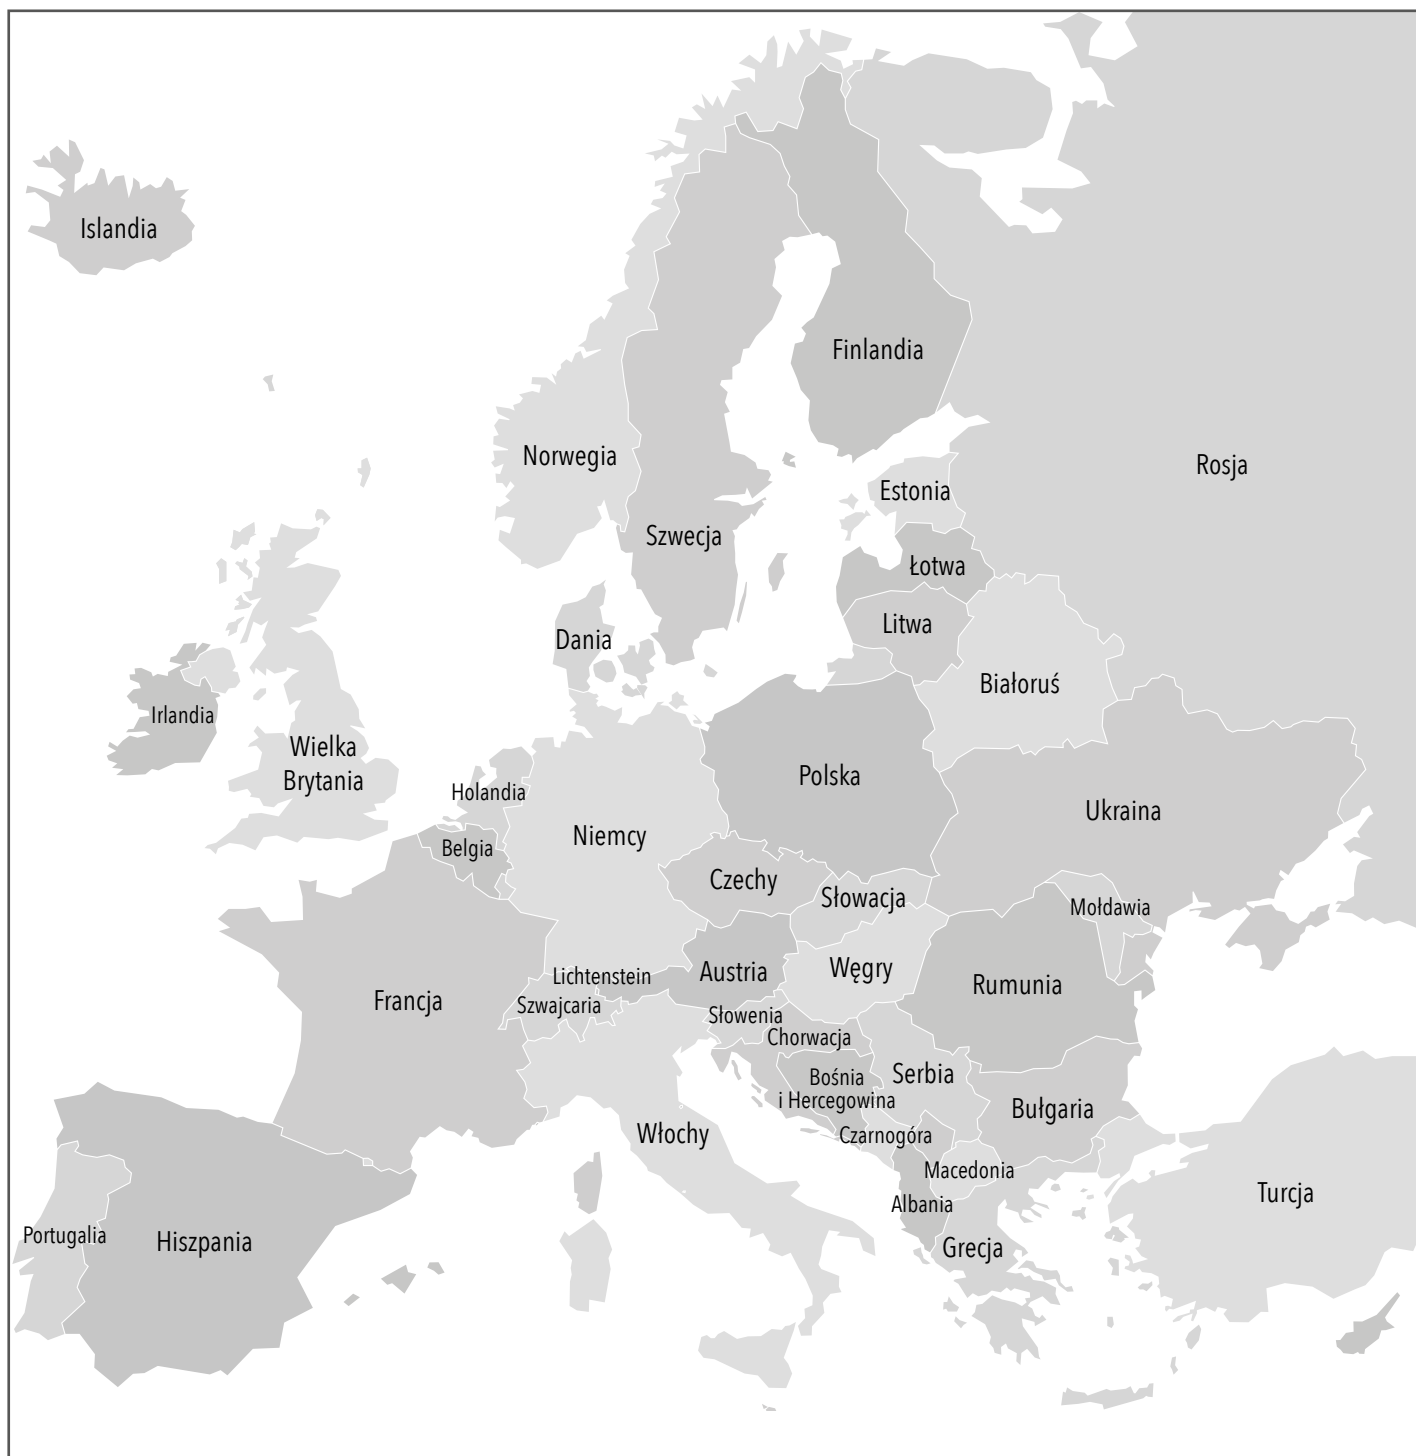 Islandia
Finlandia
Norwegia
Rosja
Estonia
Szwecja
Łotwa
Litwa
Dania
Białoruś
Irlandia
Wielka
Brytania
Polska
Holandia
Ukraina
Niemcy
Belgia
Czechy
Słowacja
Mołdawia
Węgry
Austria
Lichtenstein
Rumunia
Francja
Szwajcaria
Słowenia
Chorwacja
Serbia
Bośnia
i Hercegowina
Bułgaria
Włochy
Czarnogóra
Macedonia
Turcja
Albania
Portugalia
Hiszpania
Grecja